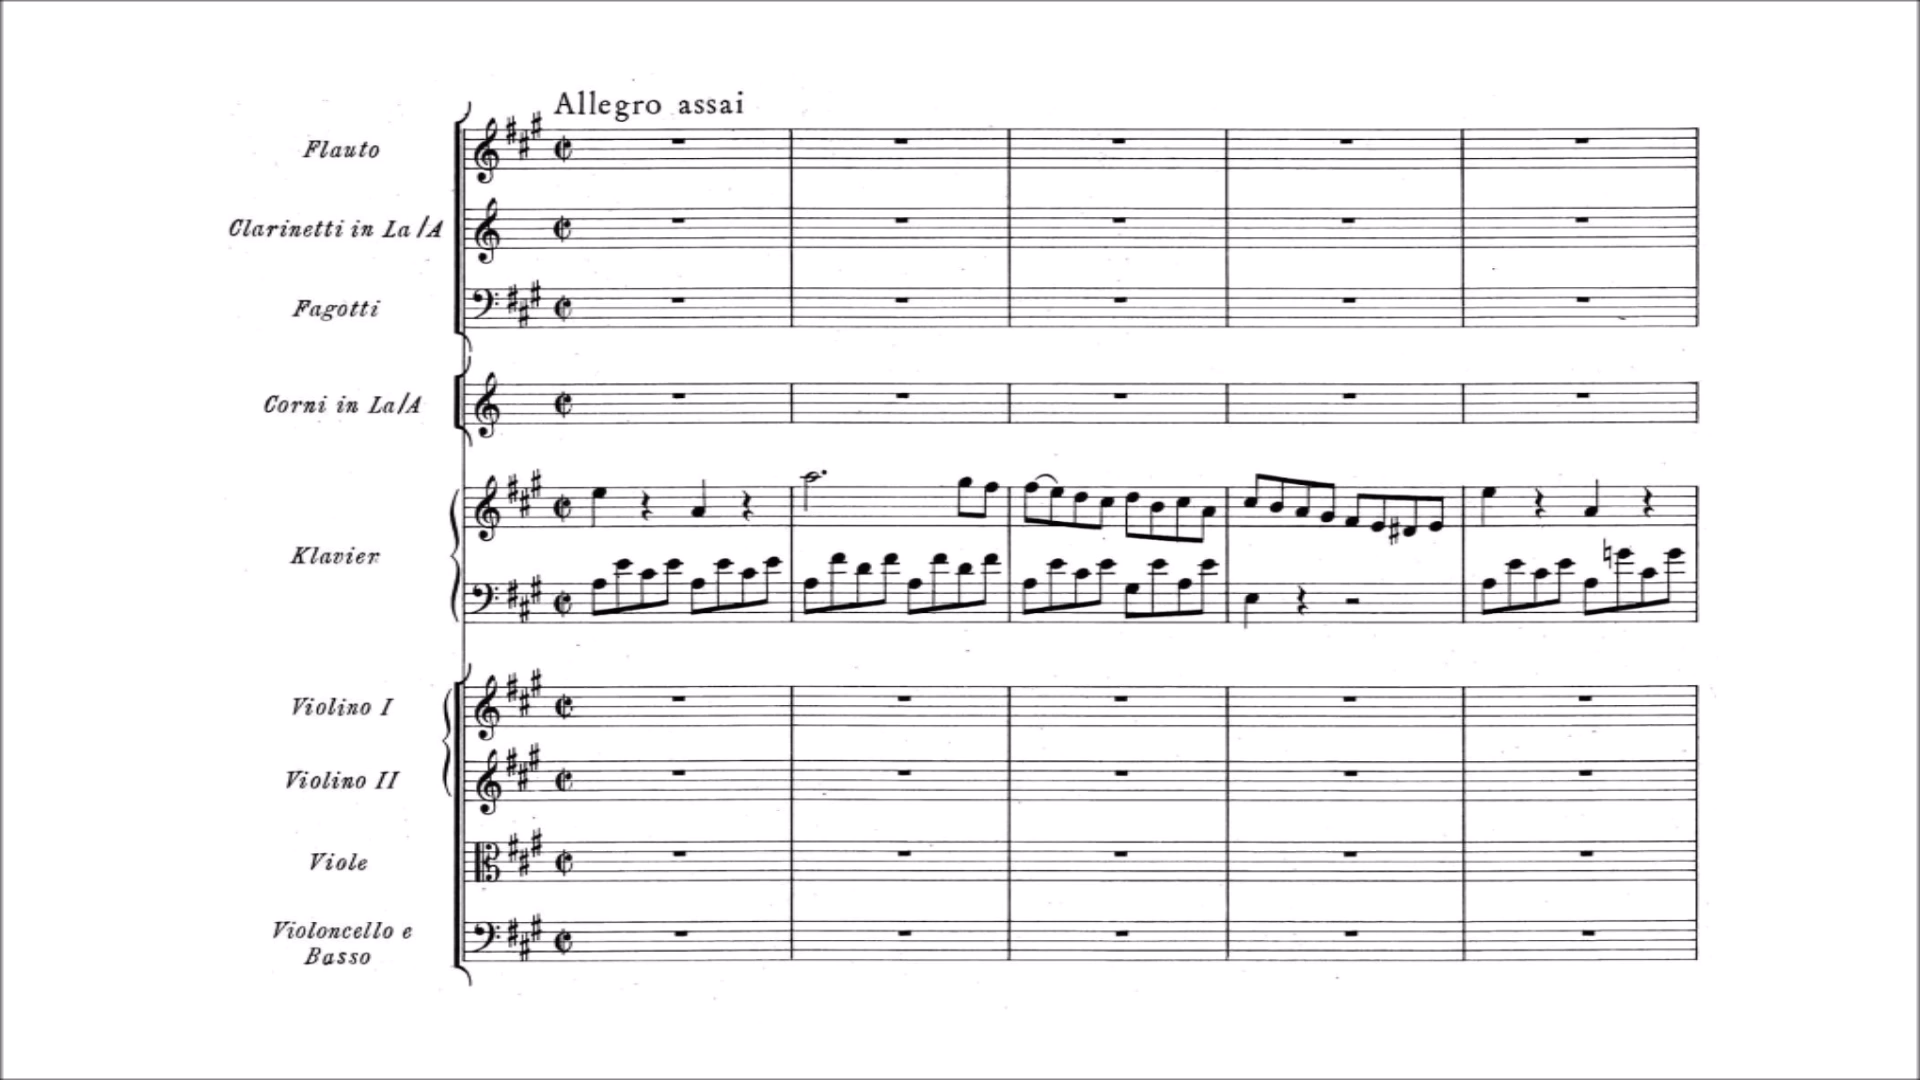 Allegro assai
Flauto
Clarinetti in La/A
Fagotti
Corni in La/A
Klavier
Violino I
Violino II
Viole
Violoncello e
Basso